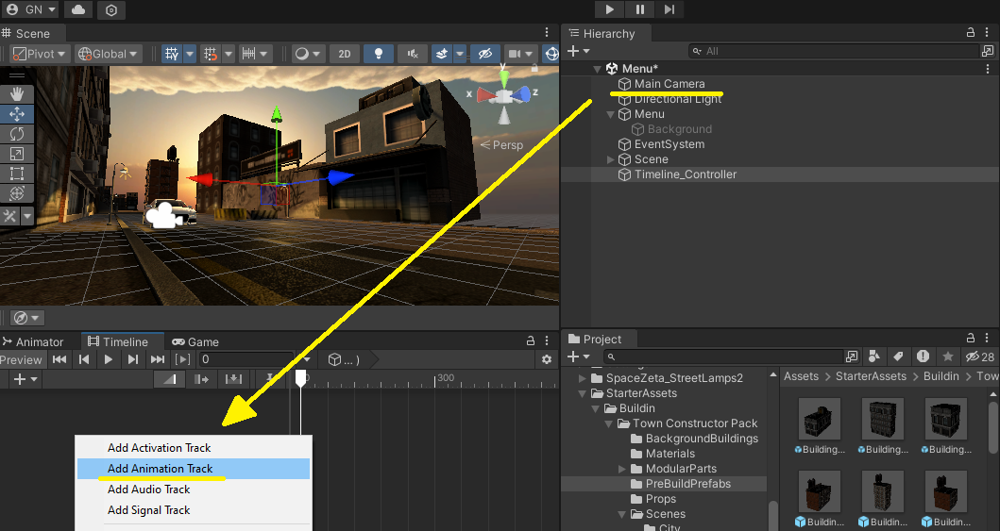 GN
Scene
Pivot
Global
2D
y
x
z
Persp
Hierarchy
All
Menu*
Main Camera
Directional Light
Menu
Background
EventSystem
Scene
Timeline_Controller
Animator
Timeline
Game
Preview
0
... )
300
Add Activation Track
Add Animation Track
Add Audio Track
Add Signal Track
Project
28
SpaceZeta_StreetLamps2
StarterAssets
Buildin
Town Constructor Pack
BackgroundBuildings
Materials
ModularParts
PreBuildPrefabs
Props
Scenes
City
Assets > StarterAssets > Buildin > Tow
Building...
Building...
Building...
Buildin...
Buildin...
Buildin...